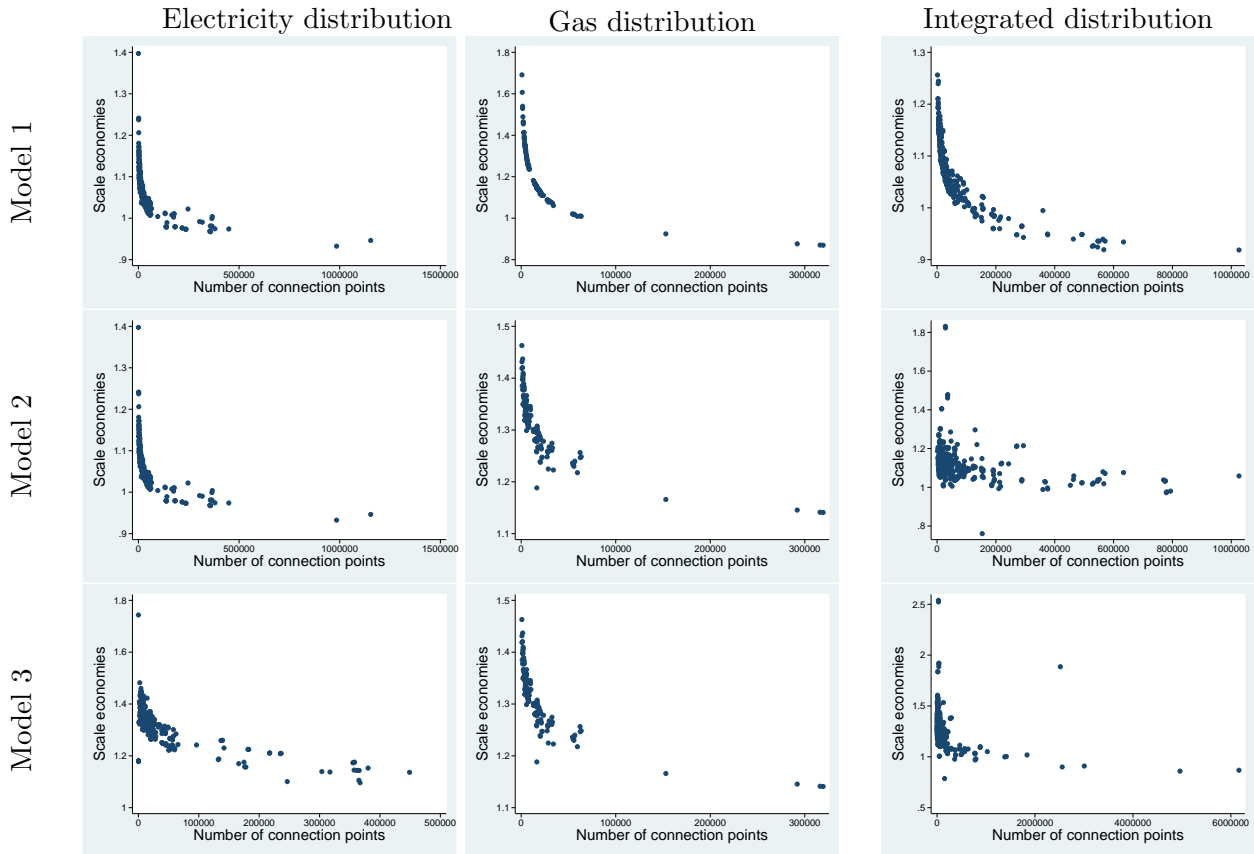 Electricity distribution Gas distribution Integrated distribution
Model 1
Scale economies
1.4
1.3
1.2
1.1
1
.9
0 500000 1000000 1500000
Number of connection points
Scale economies
1.8
1.6
1.4
1.2
1
.8
0 100000 200000 300000
Number of connection points
Scale economies
1.3
1.2
1.1
1
.9
0 200000 400000 600000 800000 1000000
Number of connection points
Model 2
Scale economies
1.4
1.3
1.2
1.1
1
.9
0 500000 1000000 1500000
Number of connection points
Scale economies
1.5
1.4
1.3
1.2
1.1
0 100000 200000 300000
Number of connection points
Scale economies
1.8
1.6
1.4
1.2
1
.8
0 200000 400000 600000 800000 1000000
Number of connection points
Model 3
Scale economies
1.8
1.6
1.4
1.2
1
0 100000 200000 300000 400000 500000
Number of connection points
Scale economies
1.5
1.4
1.3
1.2
1.1
0 100000 200000 300000
Number of connection points
Scale economies
2.5
2
1.5
1
.5
0 2000000 4000000 6000000
Number of connection points